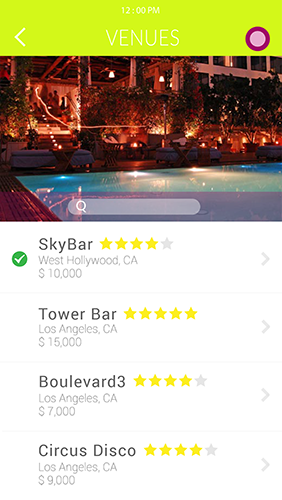 12:00 PM
VENUES
SkyBar
West Hollywood, CA
$ 10,000
Tower Bar
Los Angeles, CA
$ 15,000
Boulevard3
Los Angeles, CA
$ 7,000
Circus Disco
Los Angeles, CA
$ 9,000